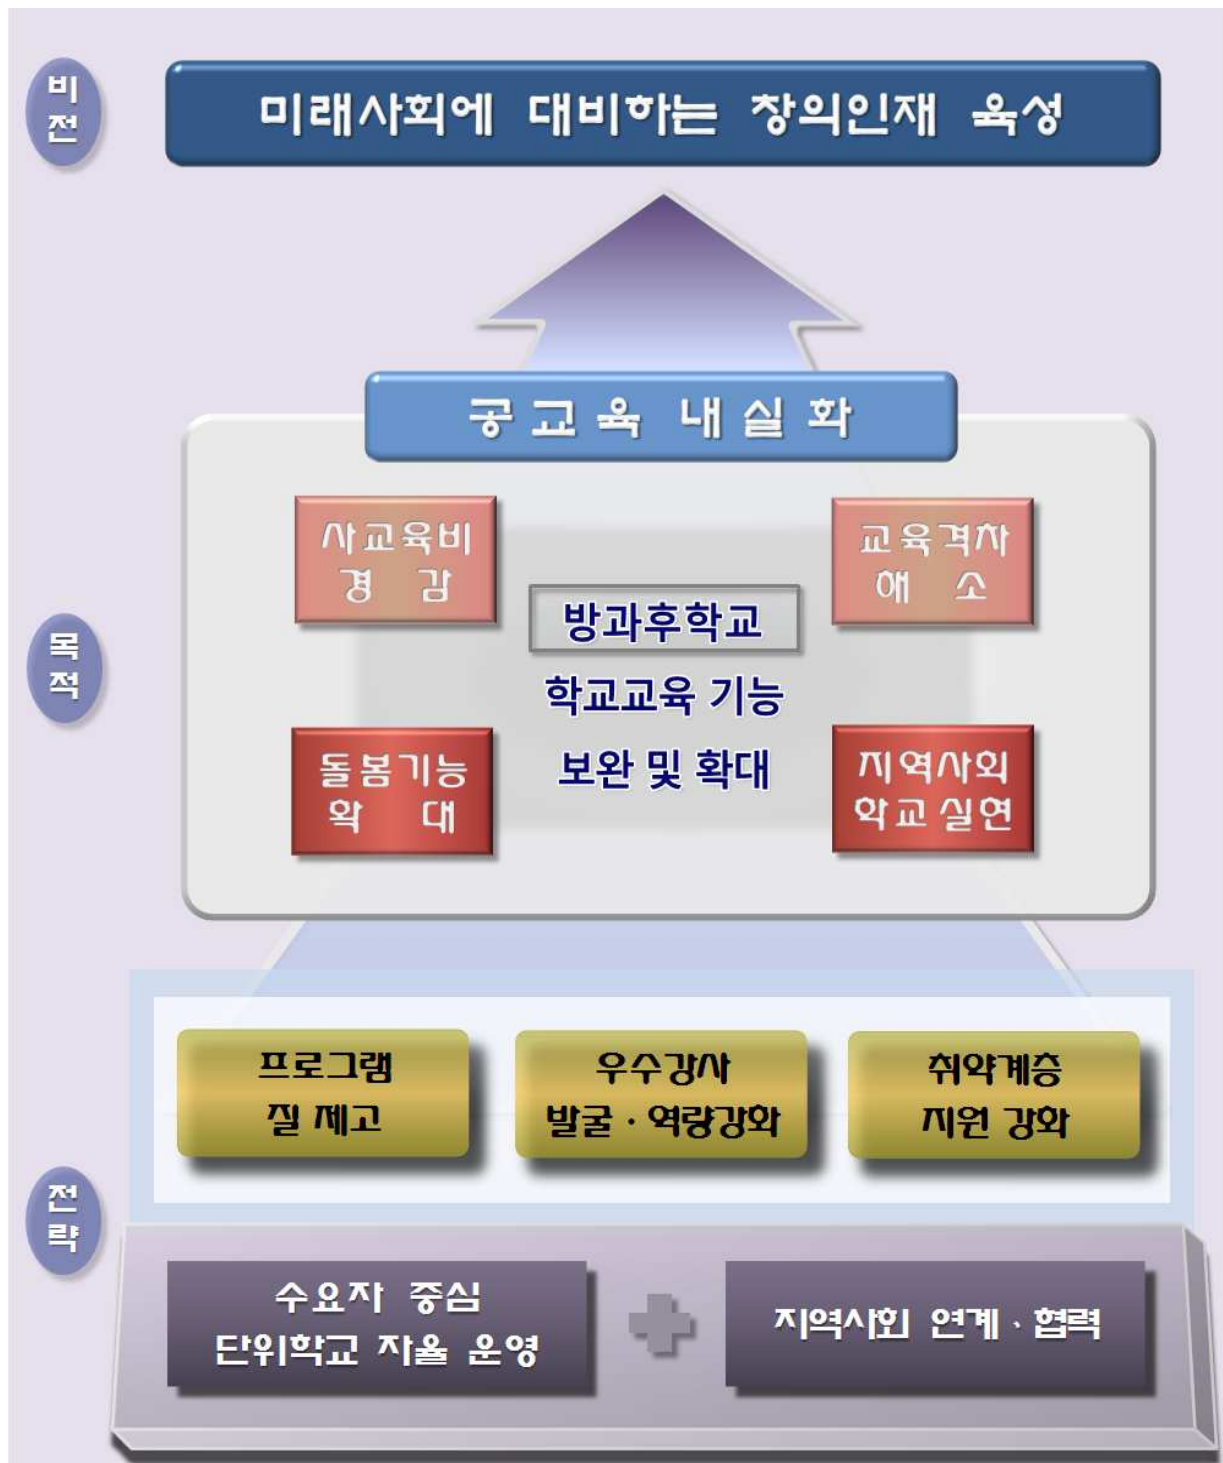 비
전
미래사회에 대비하는 창의인재 육성
공교육 내실화
사교육비
경 감
교육격차
해 소
방과후학교
학교교육 기능
보완 및 확대
목
적
돌봄기능
확 대
지역사회
학교실현
프로그램
질 제고
우수강사
발굴·역량강화
취약계층
지원 강화
전
략
수요자 중심
단위학교 자율 운영
지역사회 연계·협력